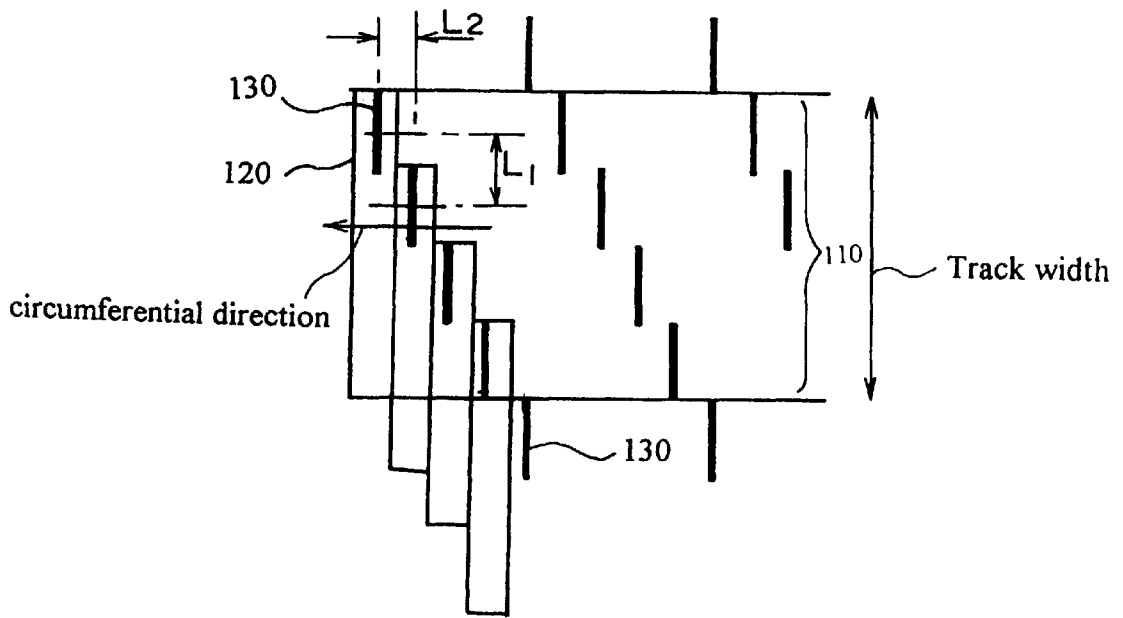 L2
130
120
L1
110
Track width
circumferential direction
130